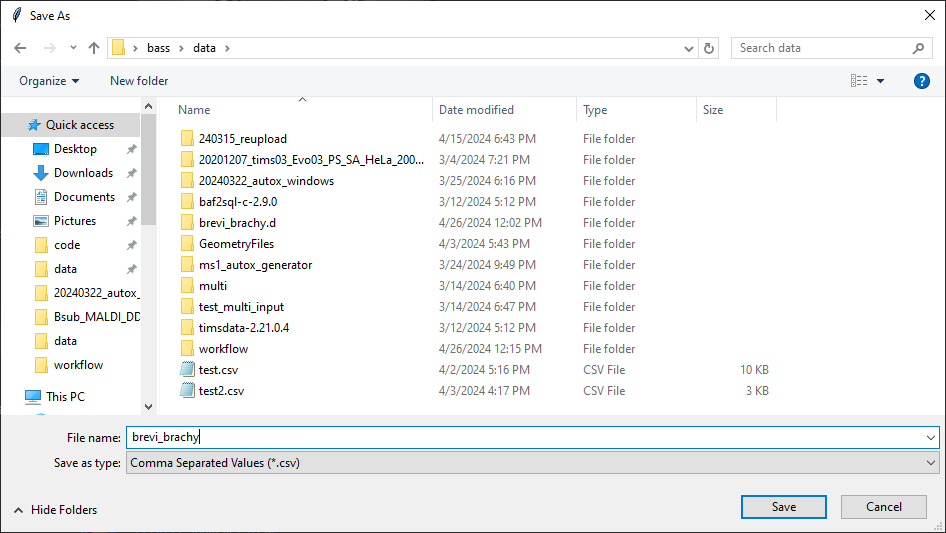 Save As
bass › data ›
Search data
Organize New folder
Name Date modified Type Size
Quick access
Desktop
Downloads
Documents
Pictures
code
data
20240322_autox_
Bsub_MALDI_DD
data
workflow
This PC
240315_reupload 4/15/2024 6:43 PM File folder
20201207_tims03_Evo03_PS_SA_HeLa_200... 3/4/2024 7:21 PM File folder
20240322_autox_windows 3/25/2024 6:16 PM File folder
baf2sql-c-2.9.0 3/12/2024 5:12 PM File folder
brevi_brachy.d 4/26/2024 12:02 PM File folder
GeometryFiles 4/3/2024 5:43 PM File folder
ms1_autox_generator 3/24/2024 9:49 PM File folder
multi 3/14/2024 6:40 PM File folder
test_multi_input 3/14/2024 6:47 PM File folder
timsdata-2.21.0.4 3/12/2024 5:12 PM File folder
workflow 4/26/2024 12:15 PM File folder
test.csv 4/2/2024 5:16 PM CSV File 10 KB
test2.csv 4/3/2024 4:17 PM CSV File 3 KB
File name: brevi_brachy
Save as type: Comma Separated Values (*.csv)
Hide Folders Save Cancel